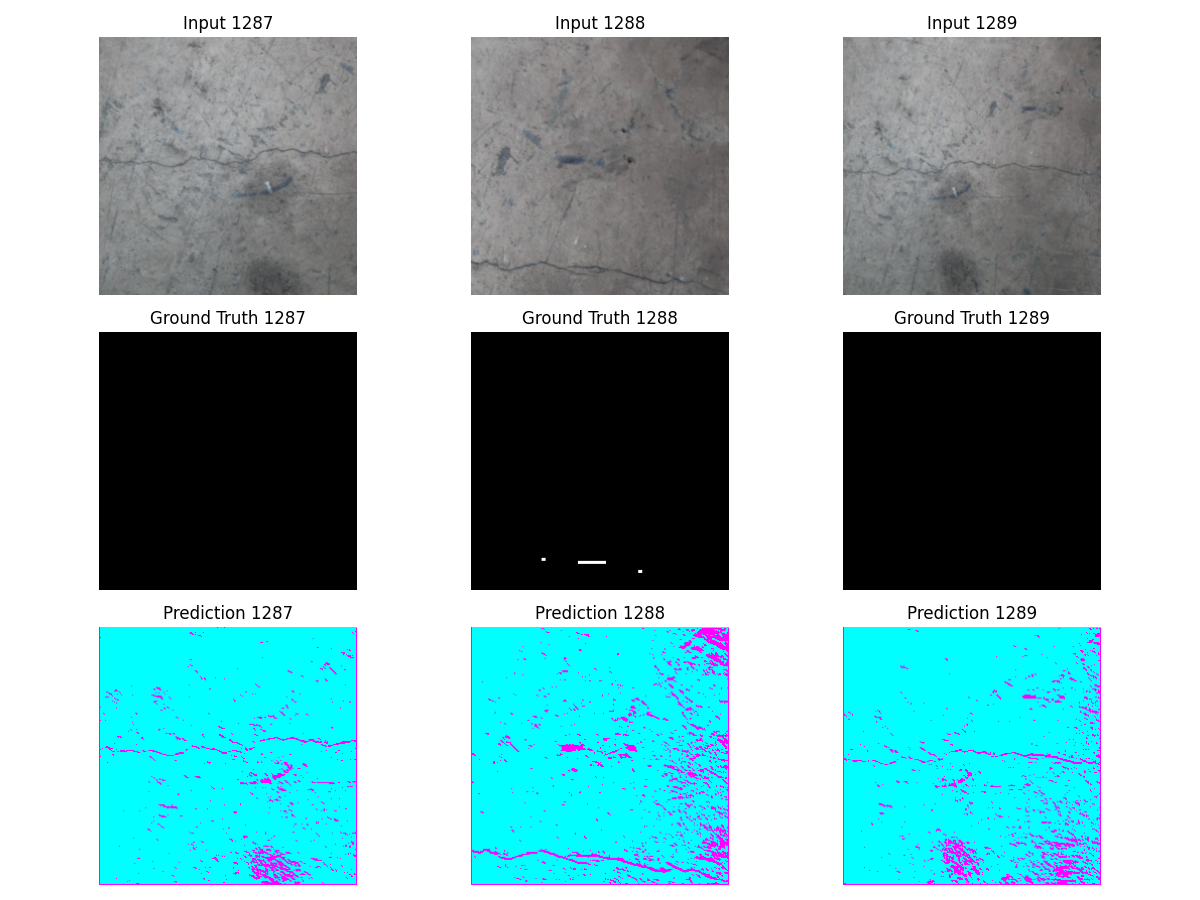 Input 1287
Input 1288
Input 1289
Ground Truth 1287
Ground Truth 1288
Ground Truth 1289
Prediction 1287
Prediction 1288
Prediction 1289